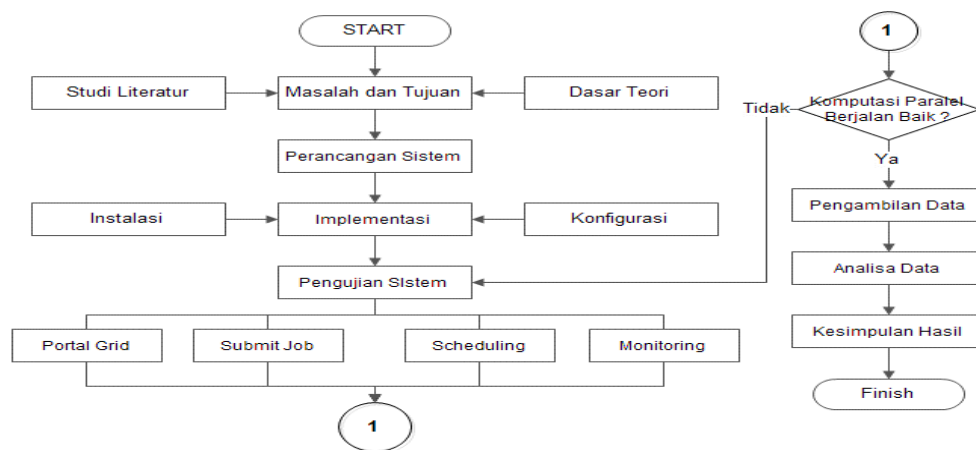 START
Studi Literatur
Masalah dan Tujuan
Dasar Teori
Perancangan Sistem
Instalasi
Implementasi
Konfigurasi
Pengujian SIstem
Portal Grid
Submit Job
Scheduling
Monitoring
1
1
Komputasi Paralel
Berjalan Baik ?
Tidak
Ya
Pengambilan Data
Analisa Data
Kesimpulan Hasil
Finish